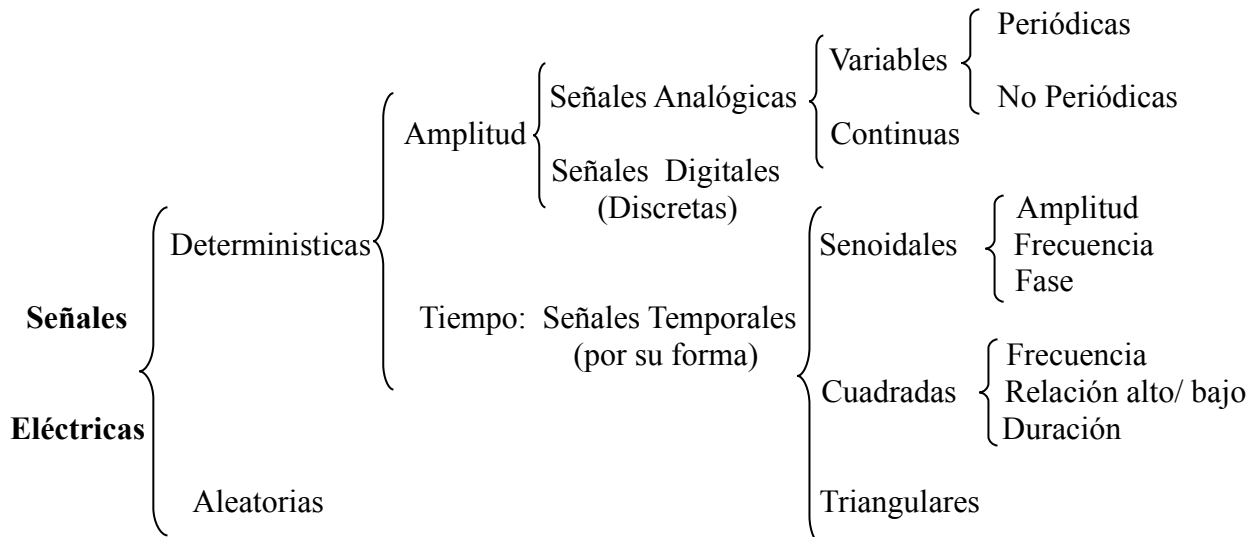 Señales
Eléctricas
Deterministicas
Aleatorias
Amplitud
Señales Analógicas
Variables
Periódicas
No Periódicas
Continuas
Señales Digitales
(Discretas)
Tiempo: Señales Temporales
(por su forma)
Senoidales
Amplitud
Frecuencia
Fase
Cuadradas
Frecuencia
Relación alto/ bajo
Duración
Triangulares